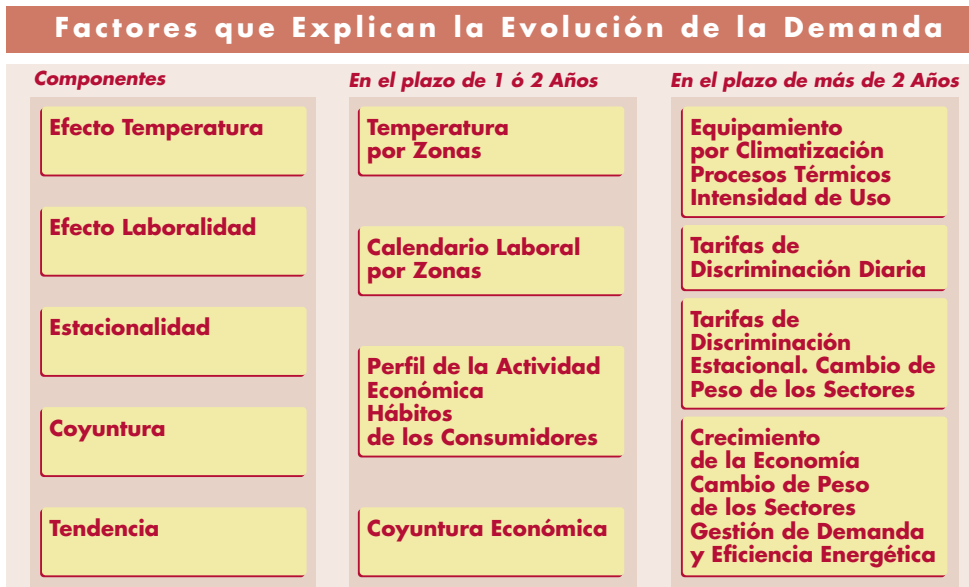 Factores que Explican la Evolución de la Demanda
Componentes
Efecto Temperatura
Efecto Laboralidad
Estacionalidad
Coyuntura
Tendencia
En el plazo de 1 ó 2 Años
Temperatura
por Zonas
Calendario Laboral
por Zonas
Perfil de la Actividad
Económica
Hábitos
de los Consumidores
Coyuntura Económica
En el plazo de más de 2 Años
Equipamiento
por Climatización
Procesos Térmicos
Intensidad de Uso
Tarifas de
Discriminación Diaria
Tarifas de
Discriminación
Estacional. Cambio de
Peso de los Sectores
Crecimiento
de la Economía
Cambio de Peso
de los Sectores
Gestión de Demanda
y Eficiencia Energética